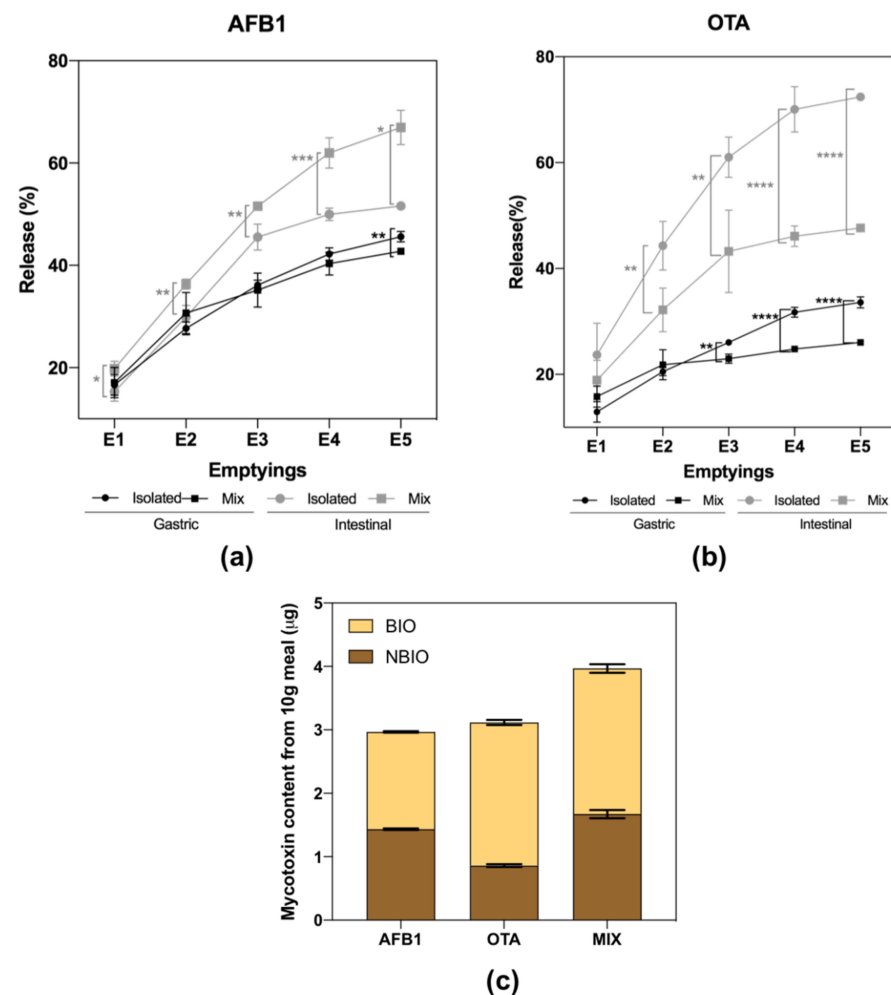 AFB1
80
60
40
20
Release (%)
*
**
**
***
*
**
E1 E2 E3 E4 E5
Emptyings
Isolated Mix Isolated Mix
Gastric Intestinal
(a)
OTA
80
60
40
20
Release(%)
**
**
****
****
**
****
****
E1 E2 E3 E4 E5
Emptyings
Isolated Mix Isolated Mix
Gastric Intestinal
(b)
Mycotoxin content from 10g meal (µg)
5
4
3
2
1
0
BIO
NBIO
AFB1 OTA MIX
(c)